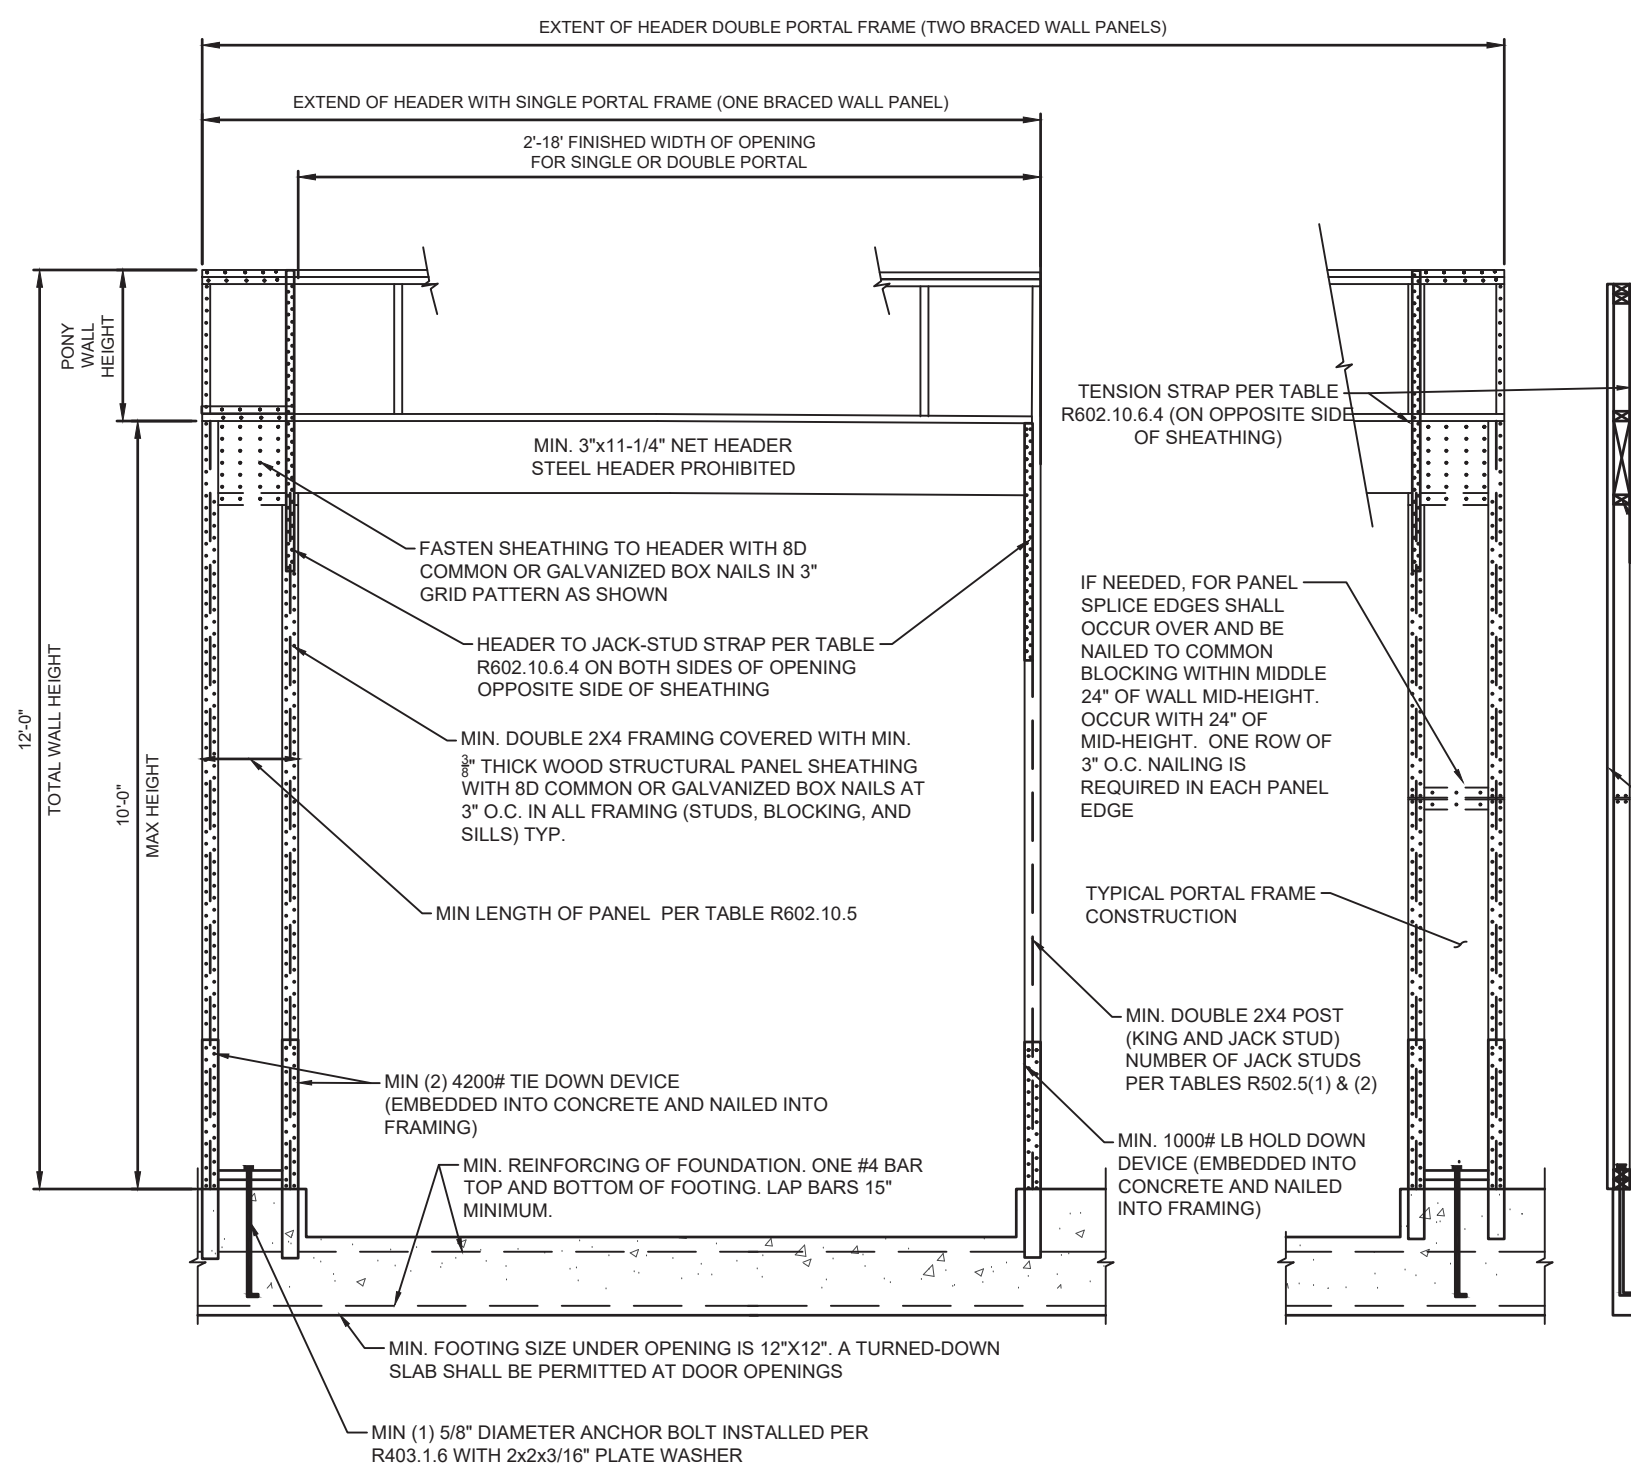 EXTENT OF HEADER DOUBLE PORTAL FRAME (TWO BRACED WALL PANELS)
EXTEND OF HEADER WITH SINGLE PORTAL FRAME (ONE BRACED WALL PANEL)
2'-18' FINISHED WIDTH OF OPENING
FOR SINGLE OR DOUBLE PORTAL
PONY
WALL
HEIGHT
12'-0"
TOTAL WALL HEIGHT
10'-0"
MAX HEIGHT
MIN. 3"x11-1/4" NET HEADER
STEEL HEADER PROHIBITED
TENSION STRAP PER TABLE
R602.10.6.4 (ON OPPOSITE SIDE
OF SHEATHING)
FASTEN SHEATHING TO HEADER WITH 8D
COMMON OR GALVANIZED BOX NAILS IN 3"
GRID PATTERN AS SHOWN
HEADER TO JACK-STUD STRAP PER TABLE
R602.10.6.4 ON BOTH SIDES OF OPENING
OPPOSITE SIDE OF SHEATHING
MIN. DOUBLE 2X4 FRAMING COVERED WITH MIN.
3/8" THICK WOOD STRUCTURAL PANEL SHEATHING
WITH 8D COMMON OR GALVANIZED BOX NAILS AT
3" O.C. IN ALL FRAMING (STUDS, BLOCKING, AND
SILLS) TYP.
IF NEEDED, FOR PANEL
SPLICE EDGES SHALL
OCCUR OVER AND BE
NAILED TO COMMON
BLOCKING WITHIN MIDDLE
24" OF WALL MID-HEIGHT.
OCCUR WITH 24" OF
MID-HEIGHT.  ONE ROW OF
3" O.C. NAILING IS
REQUIRED IN EACH PANEL
EDGE
MIN LENGTH OF PANEL  PER TABLE R602.10.5
TYPICAL PORTAL FRAME
CONSTRUCTION
MIN. DOUBLE 2X4 POST
(KING AND JACK STUD)
NUMBER OF JACK STUDS
PER TABLES R502.5(1) & (2)
MIN (2) 4200# TIE DOWN DEVICE
(EMBEDDED INTO CONCRETE AND NAILED INTO
FRAMING)
MIN. 1000# LB HOLD DOWN
DEVICE (EMBEDDED INTO
CONCRETE AND NAILED
INTO FRAMING)
MIN. REINFORCING OF FOUNDATION. ONE #4 BAR
TOP AND BOTTOM OF FOOTING. LAP BARS 15"
MINIMUM.
MIN. FOOTING SIZE UNDER OPENING IS 12"X12". A TURNED-DOWN
SLAB SHALL BE PERMITTED AT DOOR OPENINGS
MIN (1) 5/8" DIAMETER ANCHOR BOLT INSTALLED PER
R403.1.6 WITH 2x2x3/16" PLATE WASHER